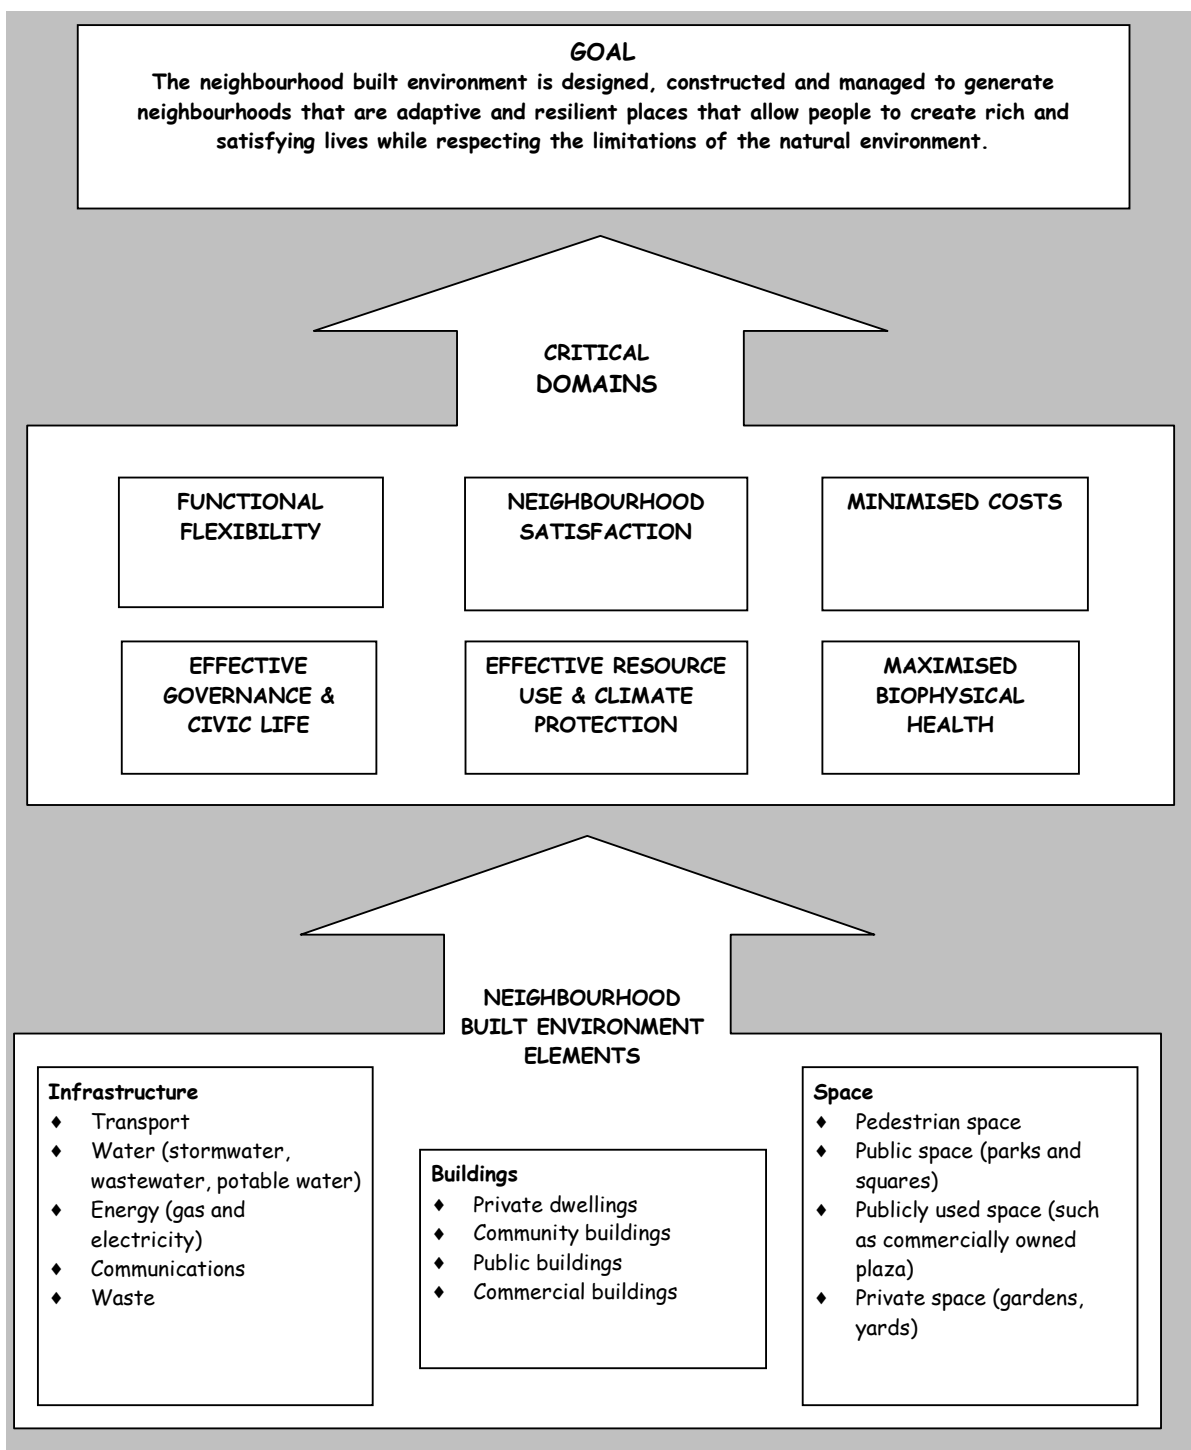 GOAL
The neighbourhood built environment is designed, constructed and managed to generate
neighbourhoods that are adaptive and resilient places that allow people to create rich and
satisfying lives while respecting the limitations of the natural environment.
CRITICAL
DOMAINS
FUNCTIONAL
FLEXIBILITY
NEIGHBOURHOOD
SATISFACTION
MINIMISED COSTS
EFFECTIVE
GOVERNANCE &
CIVIC LIFE
EFFECTIVE RESOURCE
USE & CLIMATE
PROTECTION
MAXIMISED
BIOPHYSICAL
HEALTH
NEIGHBOURHOOD
BUILT ENVIRONMENT
ELEMENTS
Infrastructure
♦ Transport
♦ Water (stormwater,
wastewater, potable water)
♦ Energy (gas and
electricity)
♦ Communications
♦ Waste
Buildings
♦ Private dwellings
♦ Community buildings
♦ Public buildings
♦ Commercial buildings
Space
♦ Pedestrian space
♦ Public space (parks and
squares)
♦ Publicly used space (such
as commercially owned
plaza)
♦ Private space (gardens,
yards)